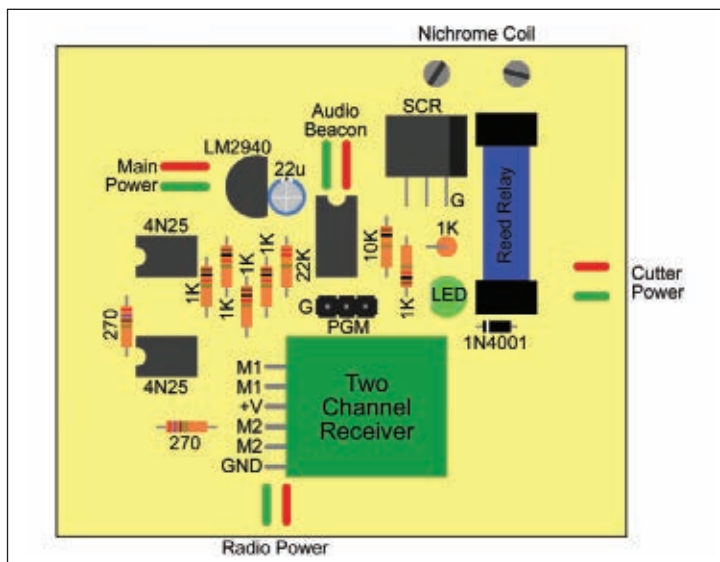 Nichrome Coil
Audio
Beacon
SCR
LM2940
22u
Main
Power
G
4N25
1K
1K
1K
1K
22K
10K
1K
1K
Reed Relay
LED
Cutter
Power
270
G
PGM
1N4001
4N25
M1
M1
+V
M2
M2
GND
Two
Channel
Receiver
270
Radio Power